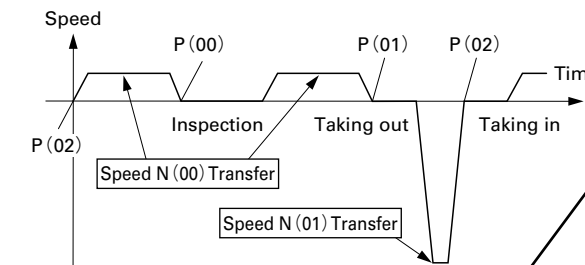 Speed
P(00)
P(01)
P(02)
Inspection
Taking out
Taking in
P(02)
Speed N(00) Transfer
Speed N(01) Transfer